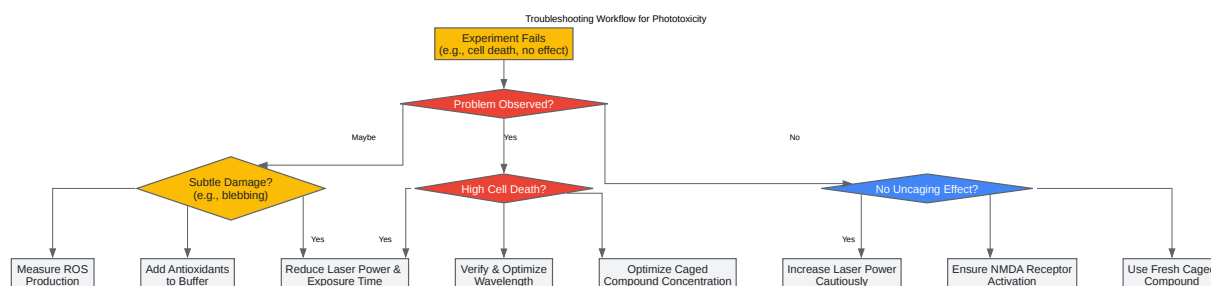 Troubleshooting Workflow for Phototoxicity
Experiment Fails
(e.g., cell death, no effect)
Problem Observed?
Maybe
Yes
No
Subtle Damage?
(e.g., blebbing)
High Cell Death?
No Uncaging Effect?
Yes
Yes
Yes
Measure ROS
Production
Add Antioxidants
to Buffer
Reduce Laser Power &
Exposure Time
Verify & Optimize
Wavelength
Optimize Caged
Compound Concentration
Increase Laser Power
Cautiously
Ensure NMDA Receptor
Activation
Use Fresh Caged
Compound